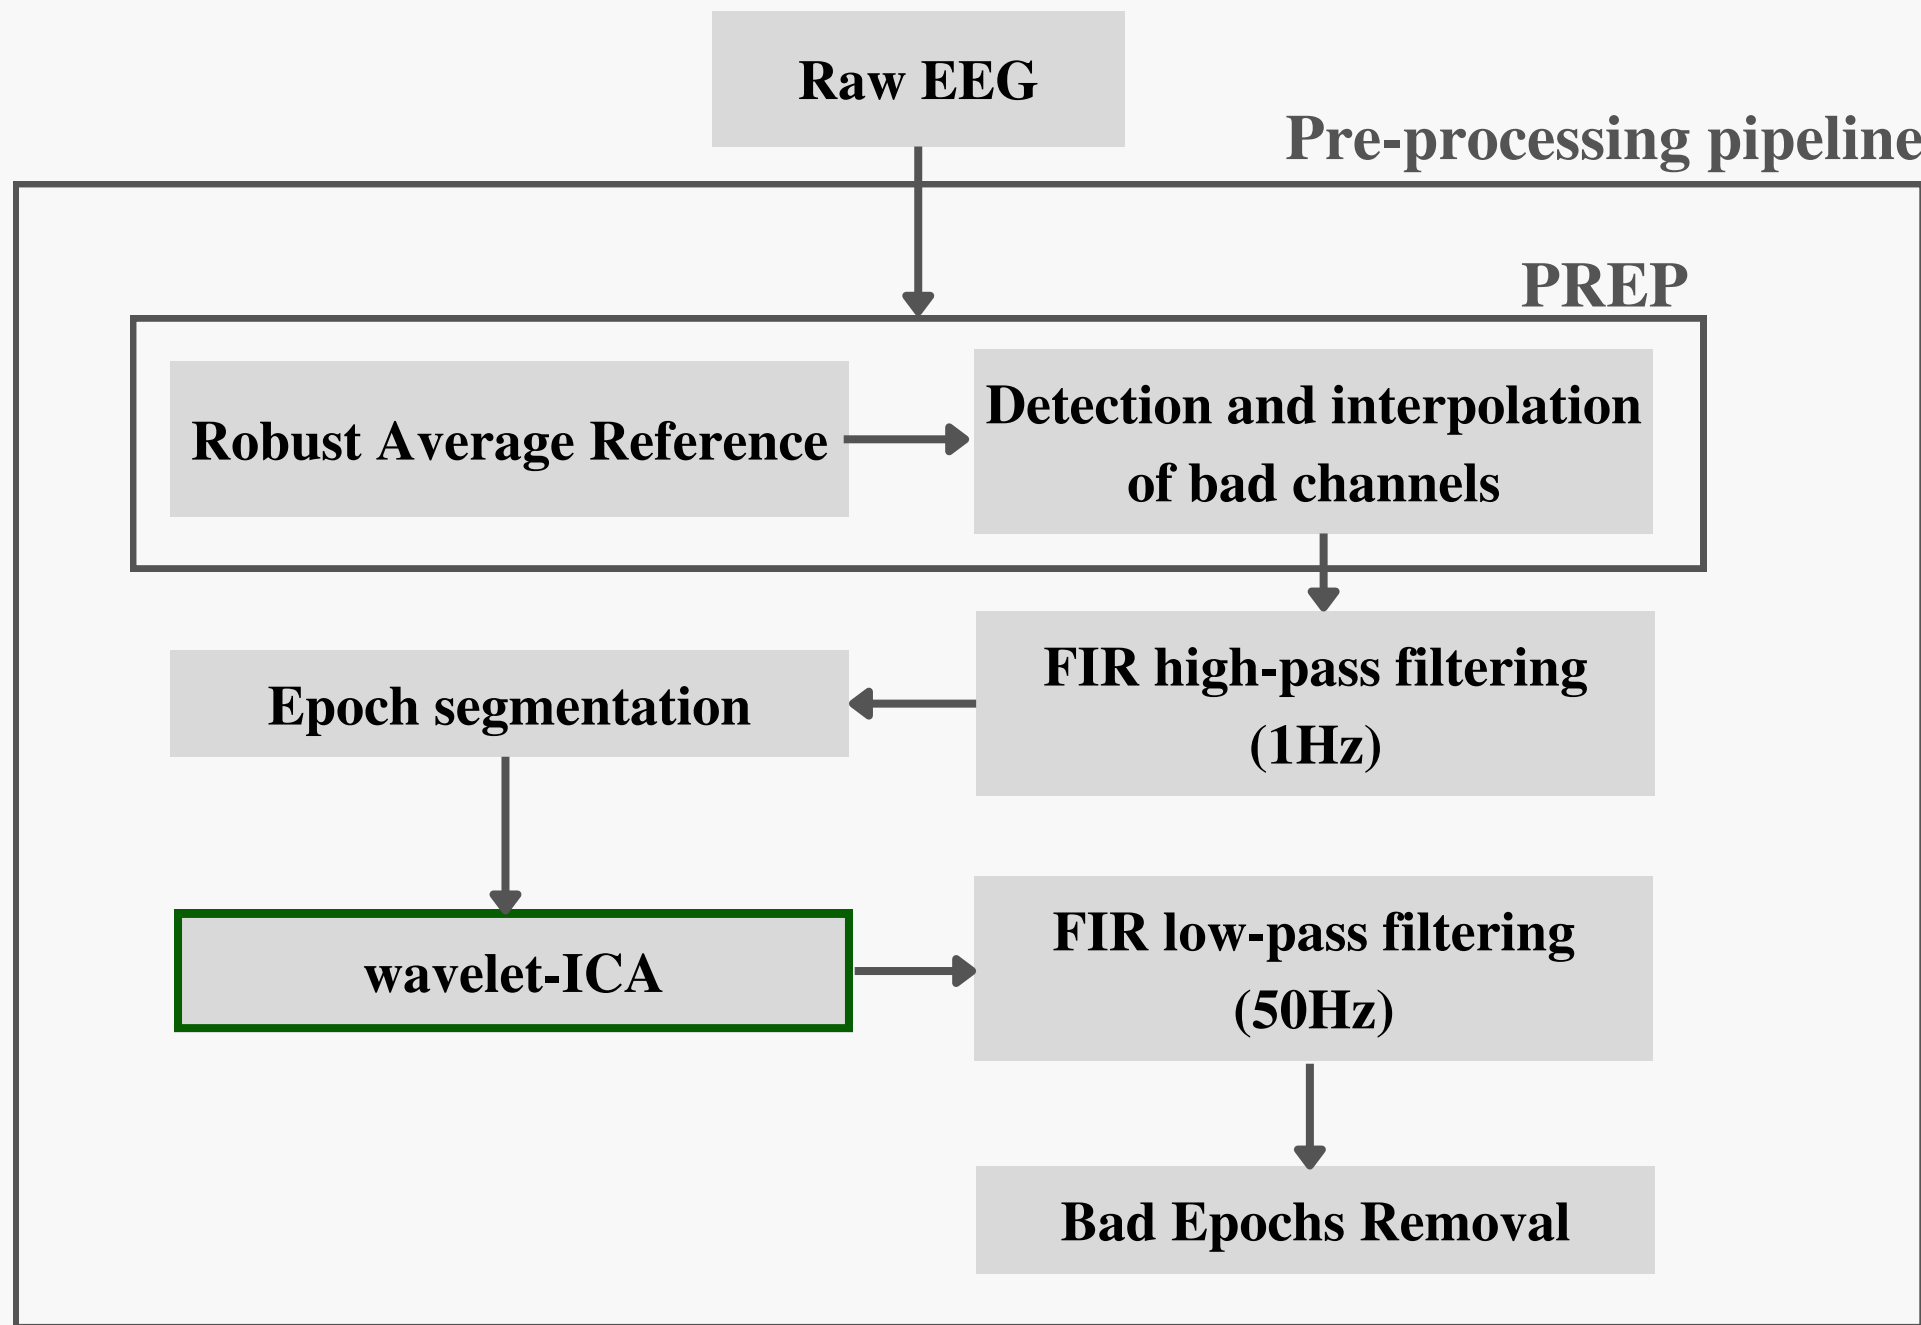 Raw EEG
Pre-processing pipeline
PREP
Robust Average Reference
Detection and interpolation
of bad channels
FIR high-pass filtering
(1Hz)
Epoch segmentation
wavelet-ICA
FIR low-pass filtering
(50Hz)
Bad Epochs Removal